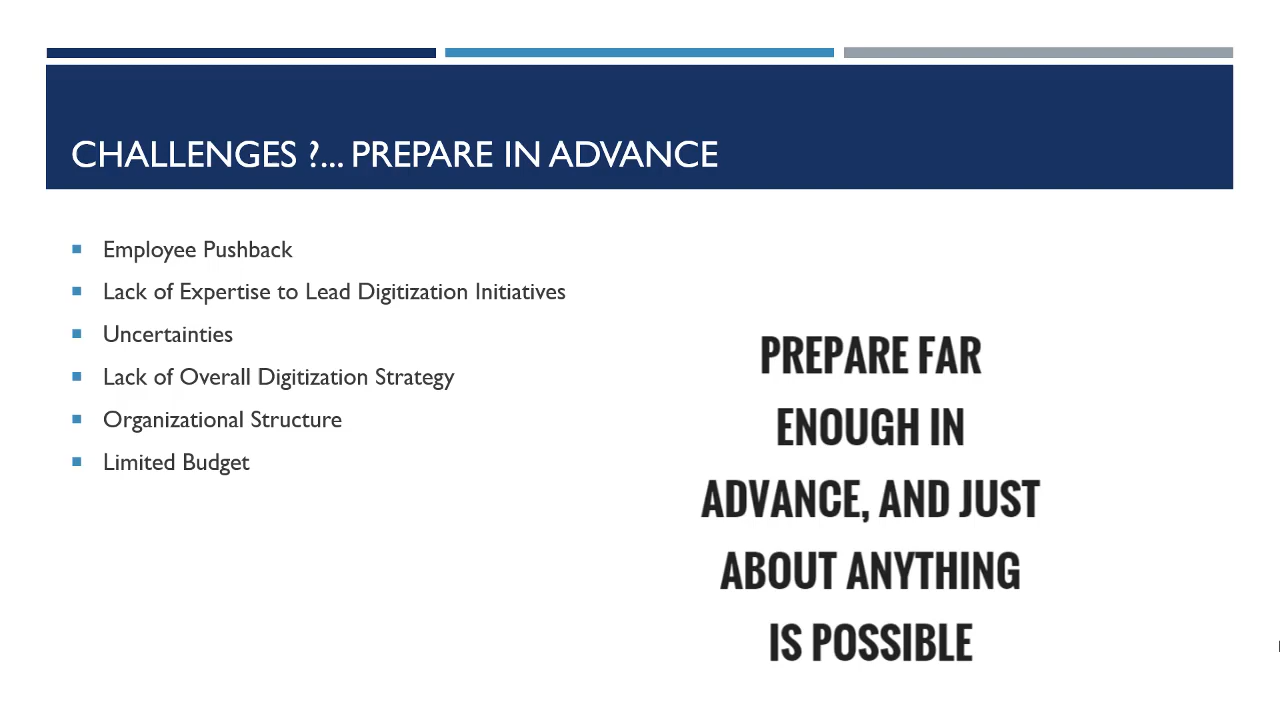 CHALLENGES ?... PREPARE IN ADVANCE
Employee Pushback
Lack of Expertise to Lead Digitization Initiatives
Uncertainties
Lack of Overall Digitization Strategy
Organizational Structure
Limited Budget
PREPARE FAR
ENOUGH IN
ADVANCE, AND JUST
ABOUT ANYTHING
IS POSSIBLE